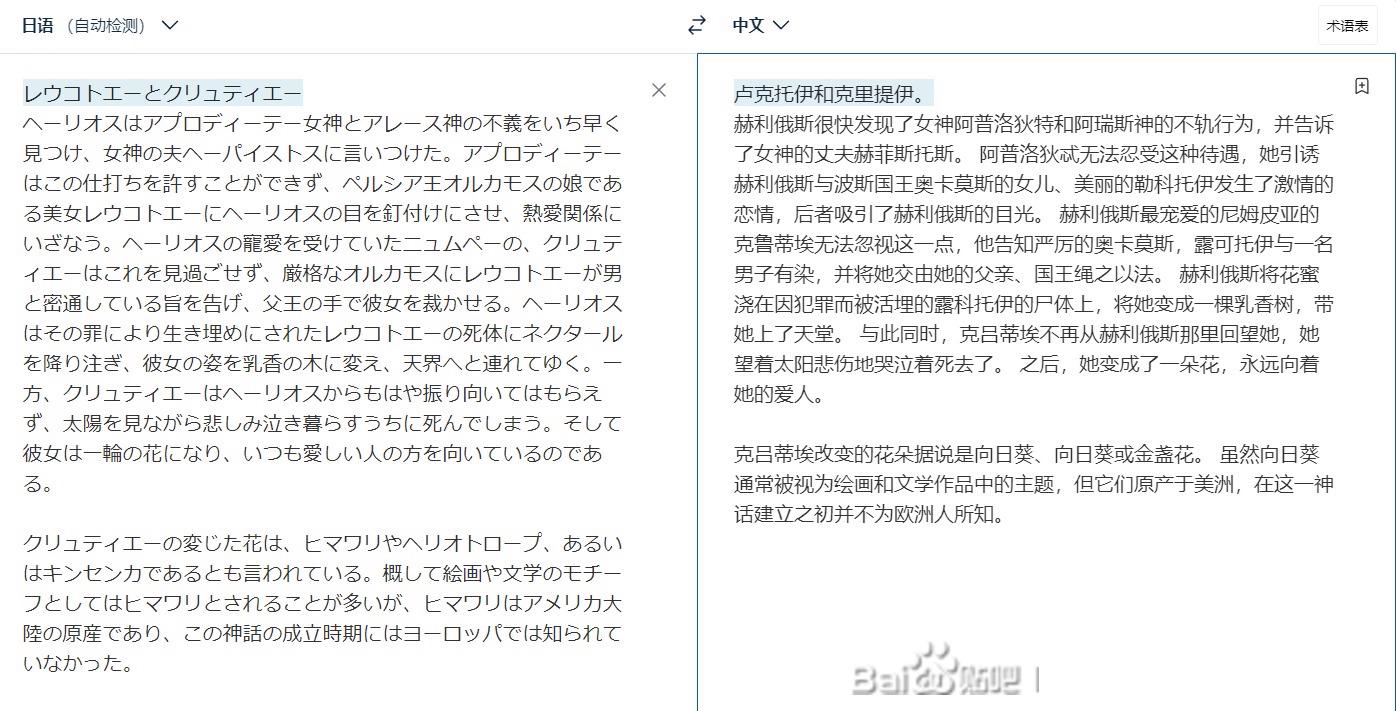 日语 （自动检测）
中文
术语表
レウコトエーとクリュティエー
ヘーリオスはアプロディーテー女神とアレース神の不義をいち早く
見つけ、女神の夫ヘーパイストスに言いつけた。アプロディーテー
はこの仕打ちを許すことができず、ペルシア王オルカモスの娘であ
る美女レウコトエーにヘーリオスの目を釘付けにさせ、熱愛関係に
いざなう。ヘーリオスの寵愛を受けていたニュムペーの、クリュテ
ィエーはこれを見過ごせず、厳格なオルカモスにレウコトエーが男
と密通している旨を告げ、父王の手で彼女を裁かせる。ヘーリオス
はその罪により生き埋めにされたレウコトエーの死体にネクタール
を降り注ぎ、彼女の姿を乳香の木に変え、天界へと連れてゆく。一
方、クリュティエーはヘーリオスからもはや振り向いてはもらえ
ず、太陽を見ながら悲しみ泣き暮らすうちに死んでしまう。そして
彼女は一輪の花になり、いつも愛しい人の方を向いているのであ
る。
クリュティエーの変じた花は、ヒマワリやヘリオトロープ、あるい
はキンセンカであるとも言われている。概して絵画や文学のモチー
フとしてはヒマワリとされることが多いが、ヒマワリはアメリカ大
陸の原産であり、この神話の成立時期にはヨーロッパでは知られて
いなかった。
卢克托伊和克里提伊。
赫利俄斯很快发现了女神阿普洛狄特和阿瑞斯神的不轨行为，并告诉
了女神的丈夫赫菲斯托斯。 阿普洛狄忒无法忍受这种待遇，她引诱
赫利俄斯与波斯国王奥卡莫斯的女儿、美丽的勒科托伊发生了激情的
恋情，后者吸引了赫利俄斯的目光。 赫利俄斯最宠爱的尼姆皮亚的
克鲁蒂埃无法忽视这一点，他告知严厉的奥卡莫斯，露可托伊与一名
男子有染，并将她交由她的父亲、国王绳之以法。 赫利俄斯将花蜜
浇在因犯罪而被活埋的露科托伊的尸体上，将她变成一棵乳香树，带
她上了天堂。 与此同时，克吕蒂埃不再从赫利俄斯那里回望她，她
望着太阳悲伤地哭泣着死去了。 之后，她变成了一朵花，永远向着
她的爱人。
克吕蒂埃改变的花朵据说是向日葵、向日葵或金盏花。 虽然向日葵
通常被视为绘画和文学作品中的主题，但它们原产于美洲，在这一神
话建立之初并不为欧洲人所知。
Bai du 贴吧